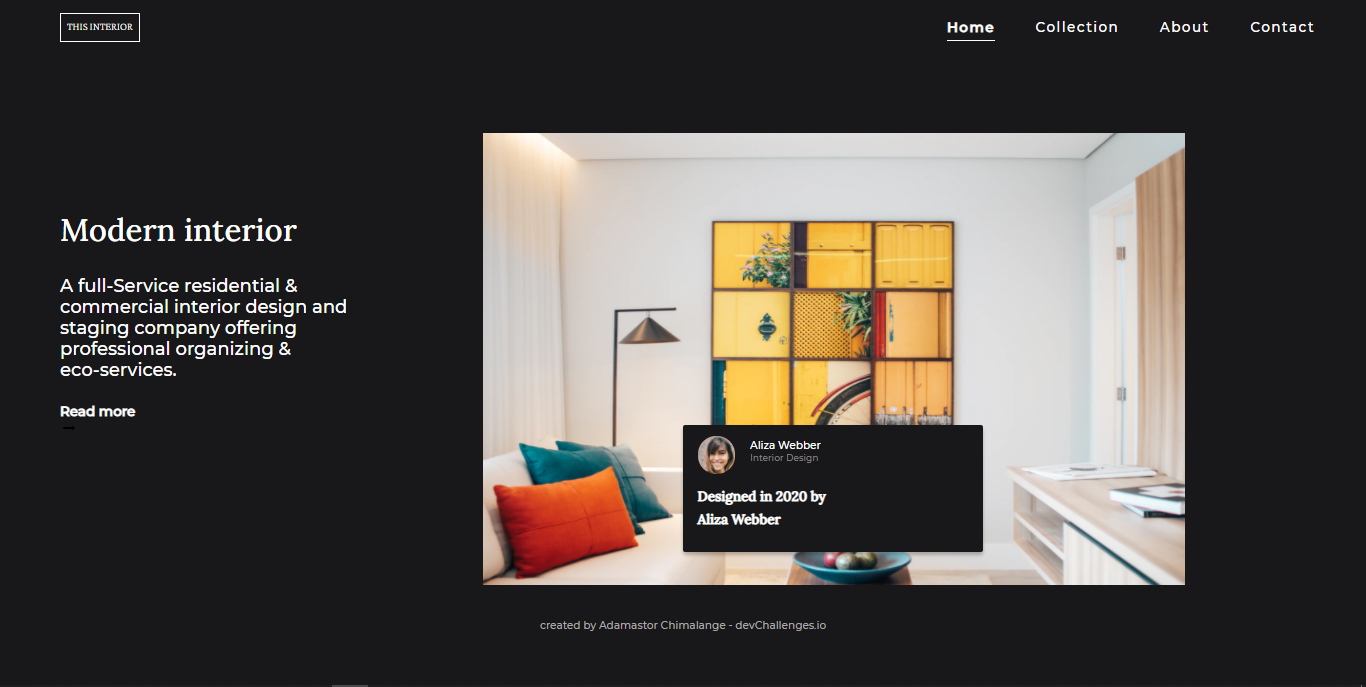 THIS INTERIOR
Home Collection About Contact
Modern interior
A full-Service residential &
commercial interior design and
staging company offering
professional organizing &
eco-services.
Read more
→
Aliza Webber
Interior Design
Designed in 2020 by
Aliza Webber
created by Adamastor Chimalange - devChallenges.io